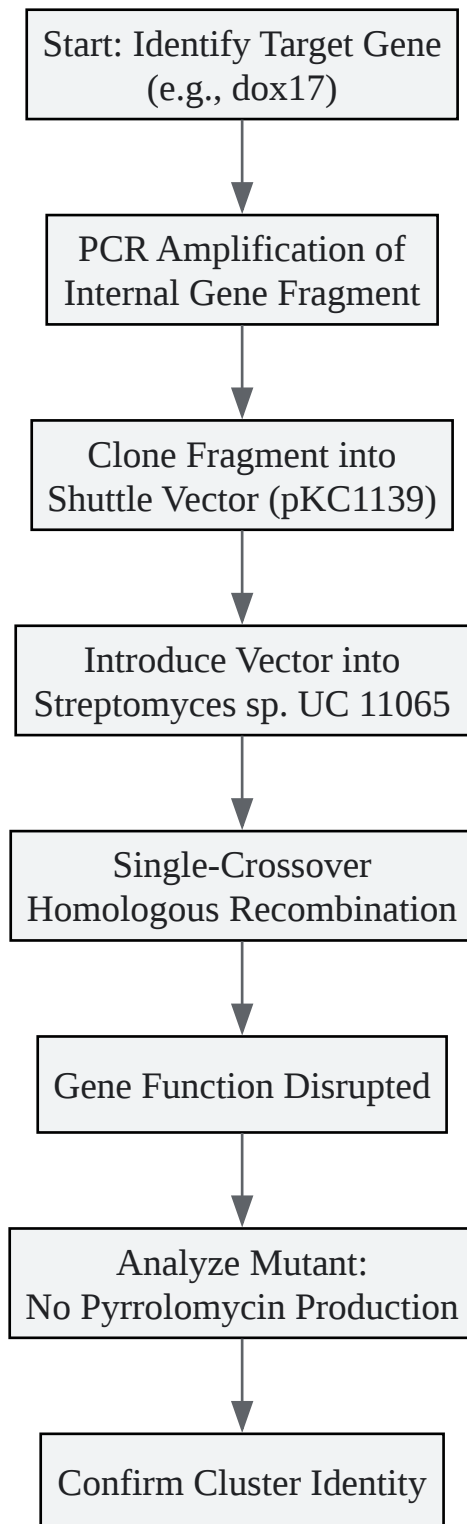 Start: Identify Target Gene
(e.g., dox17)
PCR Amplification of
Internal Gene Fragment
Clone Fragment into
Shuttle Vector (pKC1139)
Introduce Vector into
Streptomyces sp. UC 11065
Single-Crossover
Homologous Recombination
Gene Function Disrupted
Analyze Mutant:
No Pyrrolomycin Production
Confirm Cluster Identity